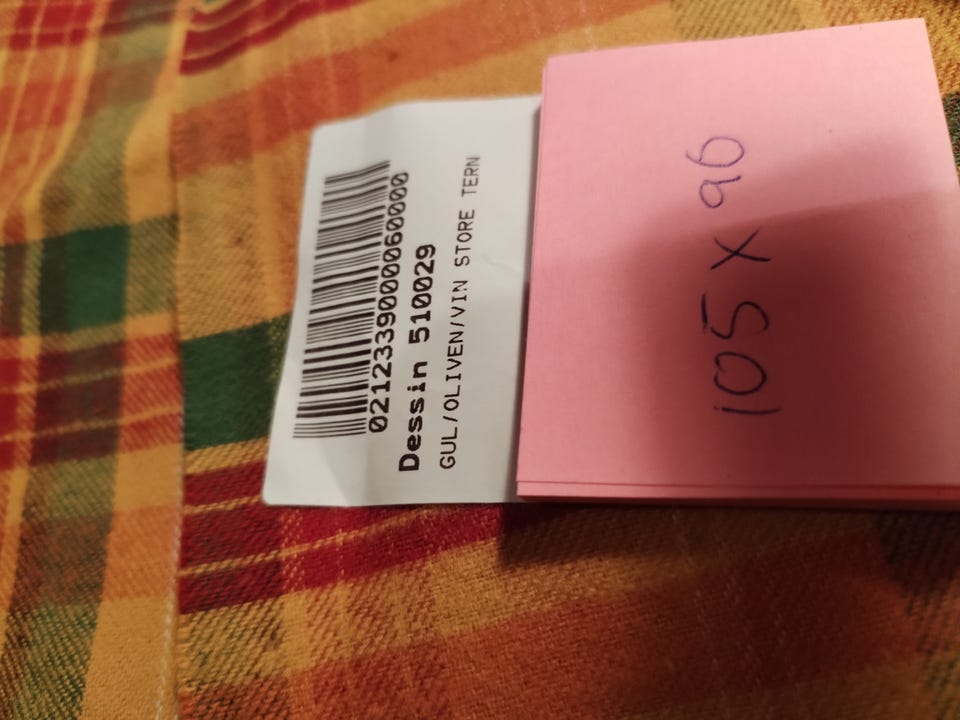 0212339000060000
Dessin 510029
GUL/OLIVEN/VIN STORE TERN
105 X 96